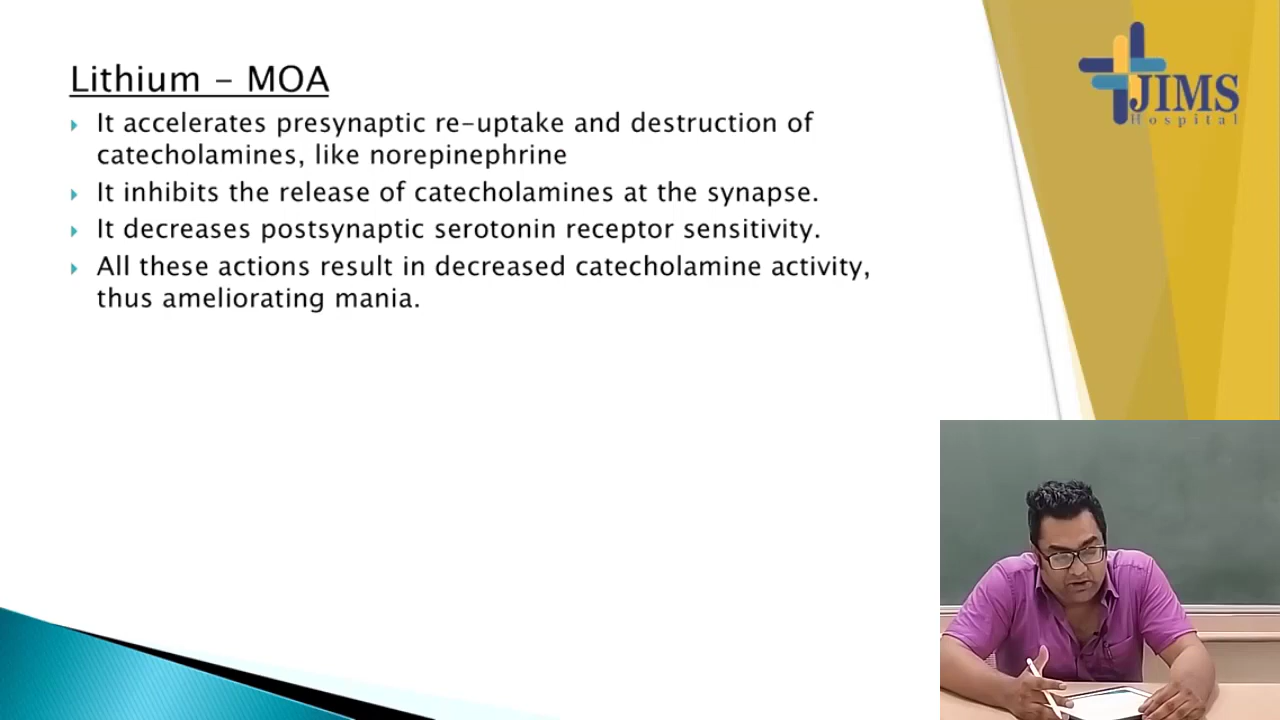 Lithium - MOA
It accelerates presynaptic re-uptake and destruction of
catecholamines, like norepinephrine
It inhibits the release of catecholamines at the synapse.
It decreases postsynaptic serotonin receptor sensitivity.
All these actions result in decreased catecholamine activity,
thus ameliorating mania.
JIMS
Hospital